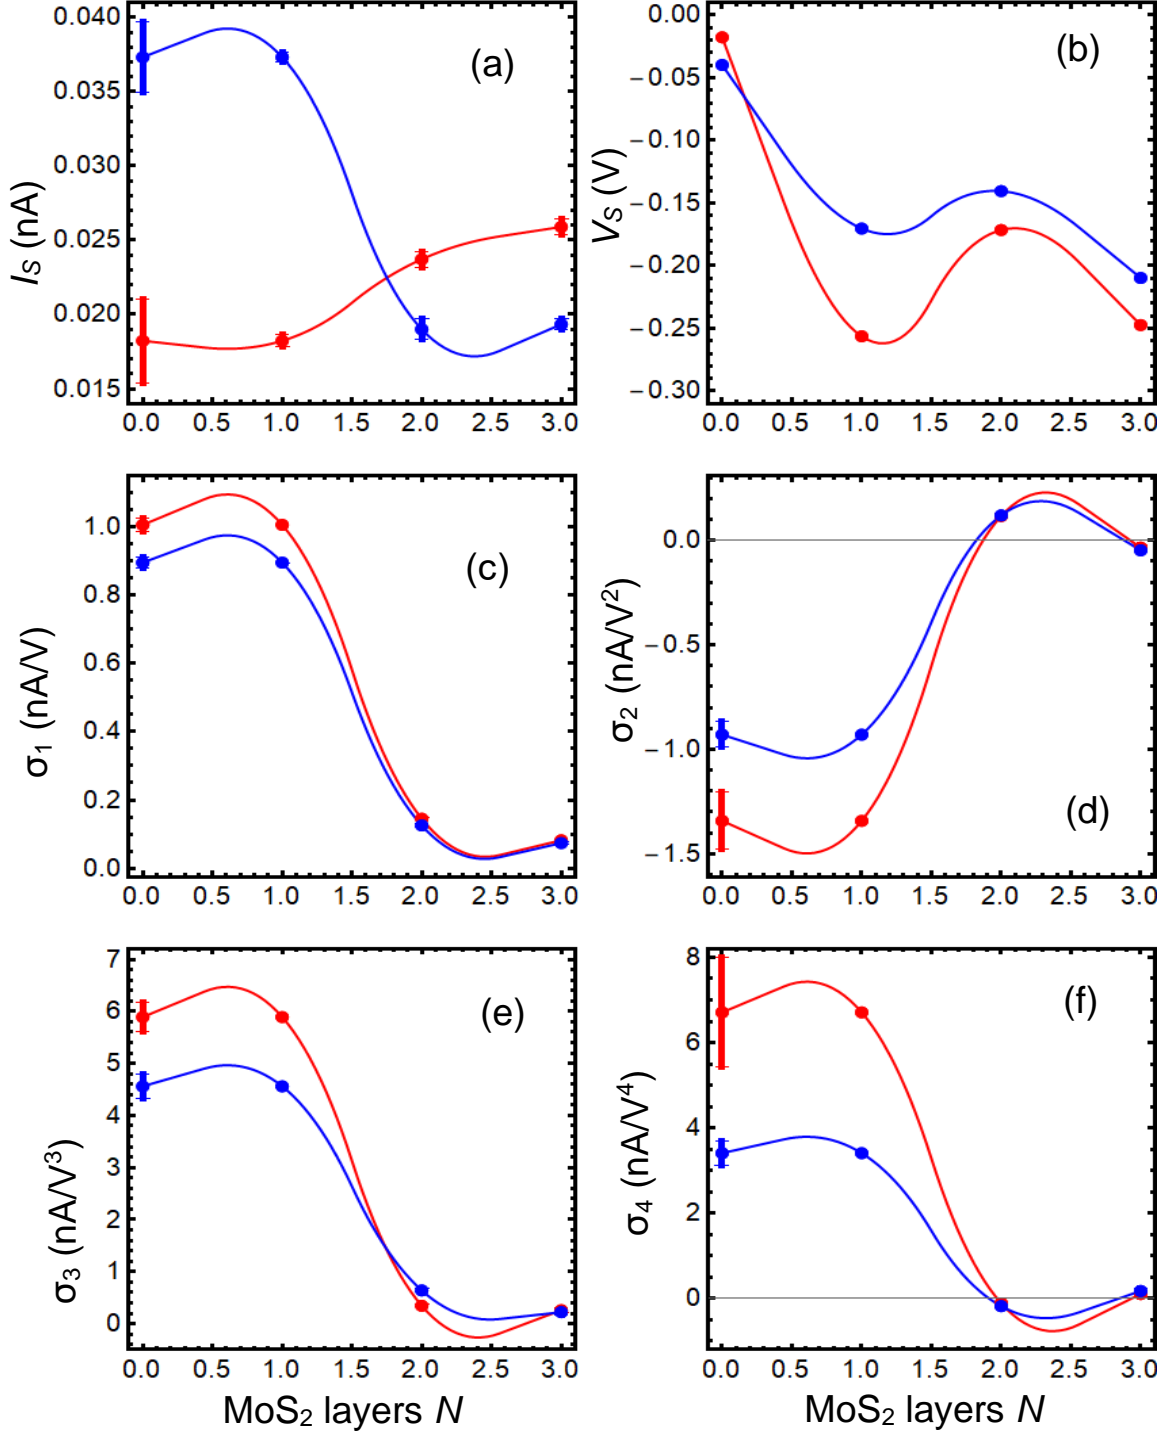 (a)
I_S (nA)
0.040
0.035
0.030
0.025
0.020
0.015
0.0 0.5 1.0 1.5 2.0 2.5 3.0
(b)
V_S (V)
0.00
−0.05
−0.10
−0.15
−0.20
−0.25
−0.30
0.0 0.5 1.0 1.5 2.0 2.5 3.0
(c)
σ₁ (nA/V)
1.0
0.8
0.6
0.4
0.2
0.0
0.0 0.5 1.0 1.5 2.0 2.5 3.0
(d)
σ₂ (nA/V²)
0.0
−0.5
−1.0
−1.5
0.0 0.5 1.0 1.5 2.0 2.5 3.0
(e)
σ₃ (nA/V³)
7
6
5
4
3
2
1
0
0.0 0.5 1.0 1.5 2.0 2.5 3.0
MoS₂ layers N
(f)
σ₄ (nA/V⁴)
8
6
4
2
0
0.0 0.5 1.0 1.5 2.0 2.5 3.0
MoS₂ layers N